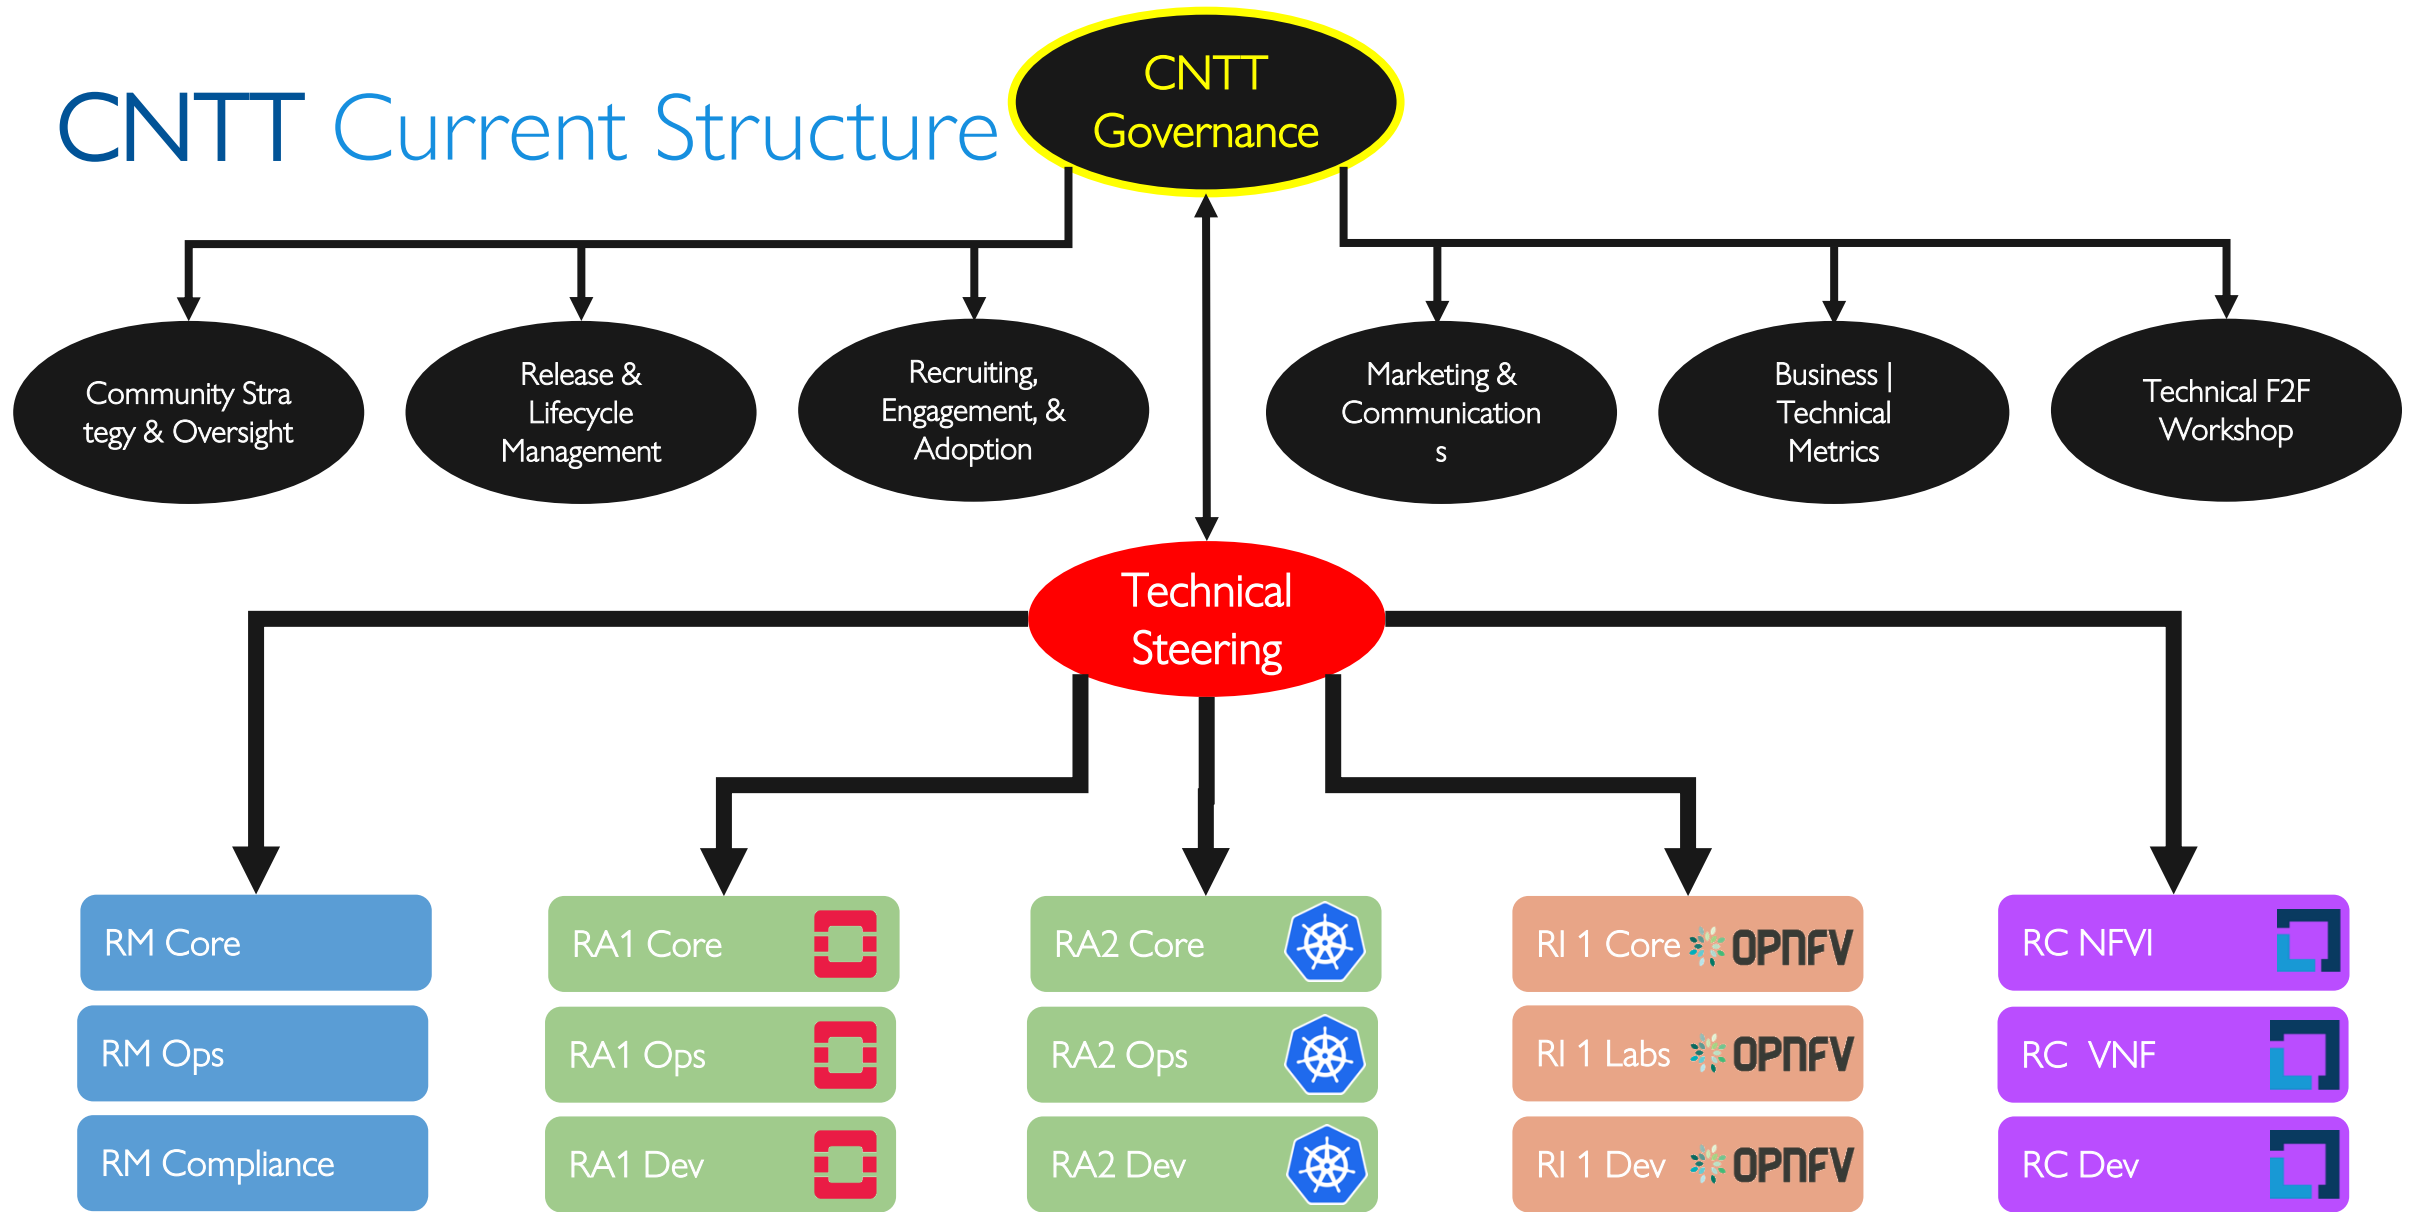 CNTT Current Structure
CNTT
Governance
Community Stra
tegy & Oversight
Release &
Lifecycle
Management
Recruiting,
Engagement, &
Adoption
Marketing &
Communication
s
Business |
Technical
Metrics
Technical F2F
Workshop
Technical
Steering
RM Core
RA1 Core
RA2 Core
RI 1 Core OPNFV
RC NFVI
RM Ops
RA1 Ops
RA2 Ops
RI 1 Labs OPNFV
RC VNF
RM Compliance
RA1 Dev
RA2 Dev
RI 1 Dev OPNFV
RC Dev